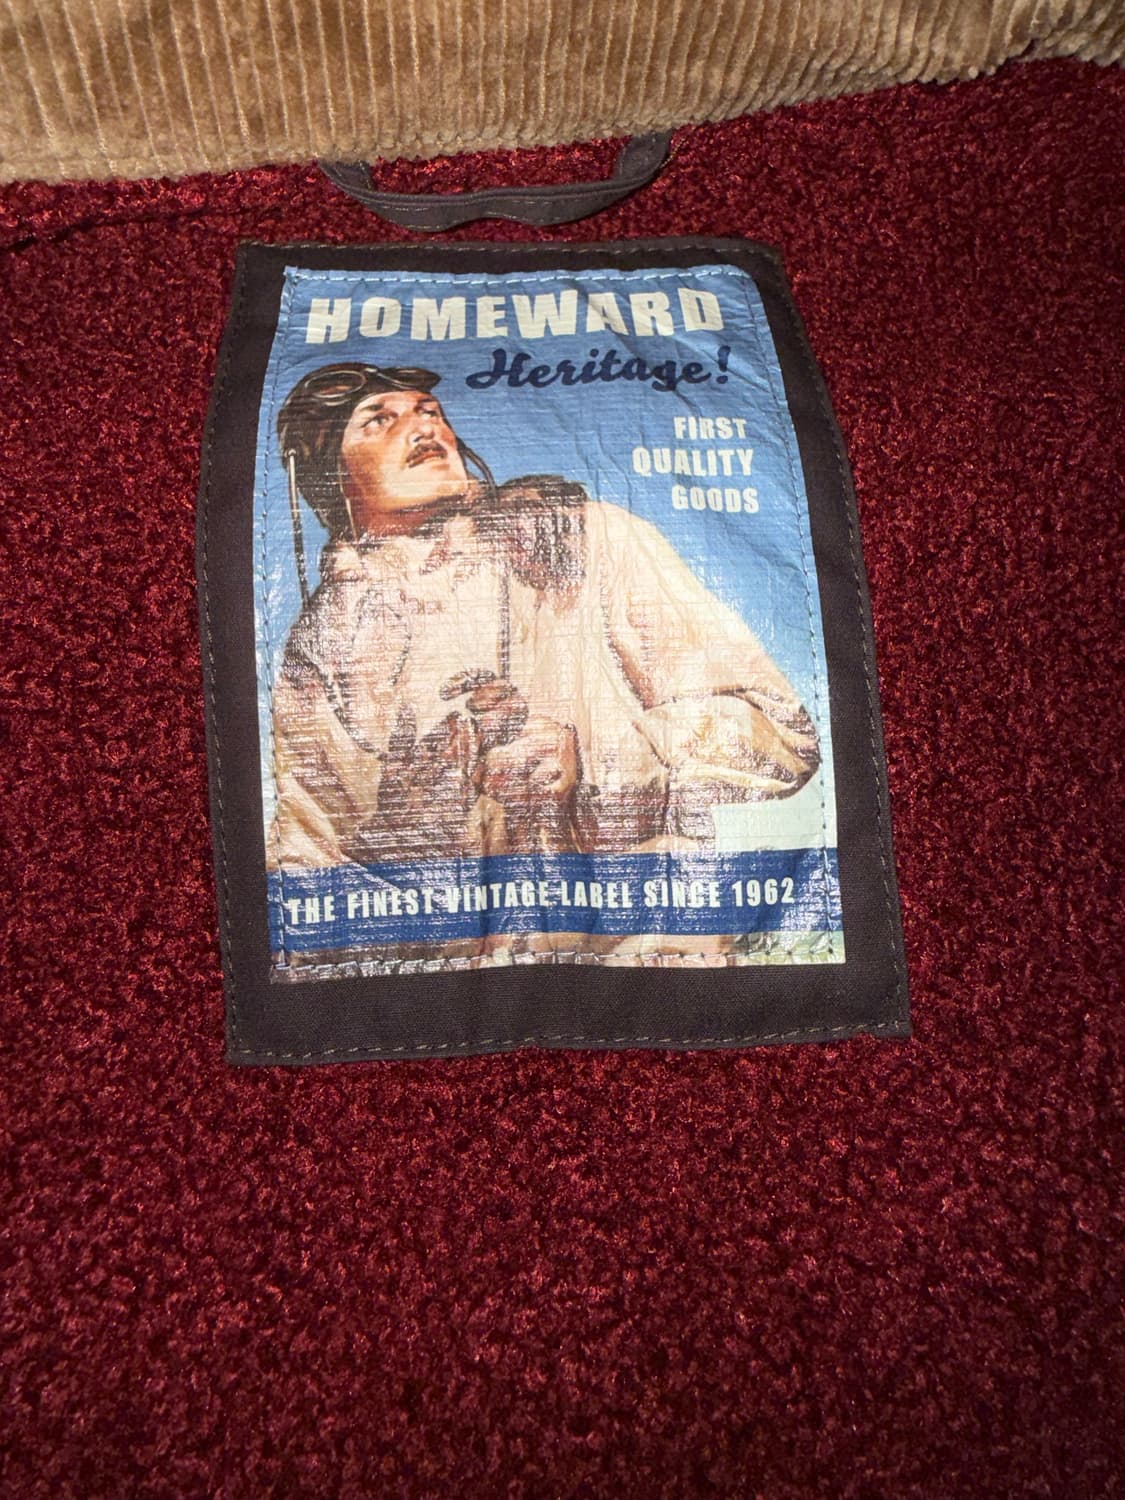 HOMEWARD
Heritage!
FIRST
QUALITY
GOODS
THE FINEST VINTAGE LABEL SINCE 1962